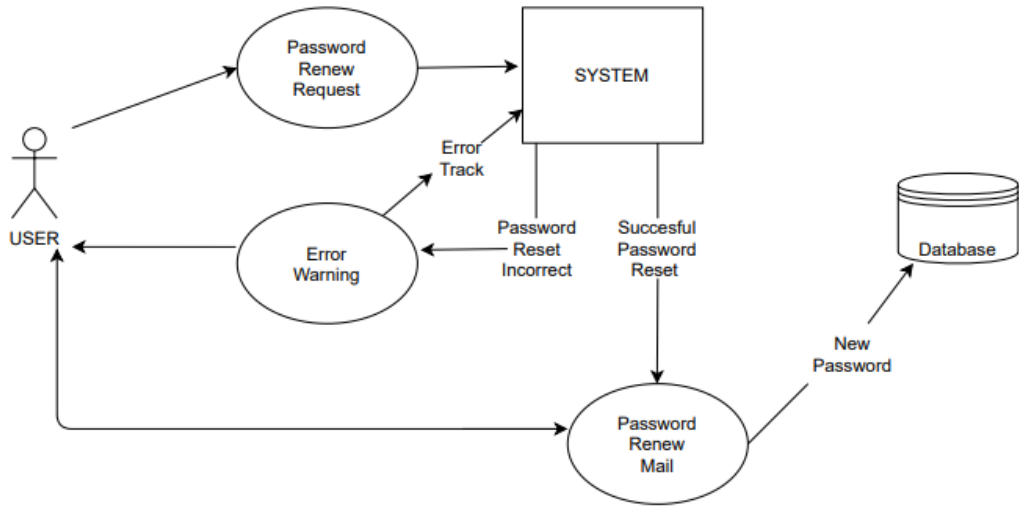 Password
Renew
Request
SYSTEM
Error
Track
USER
Error
Warning
Password
Reset
Incorrect
Succesful
Password
Reset
Database
New
Password
Password
Renew
Mail